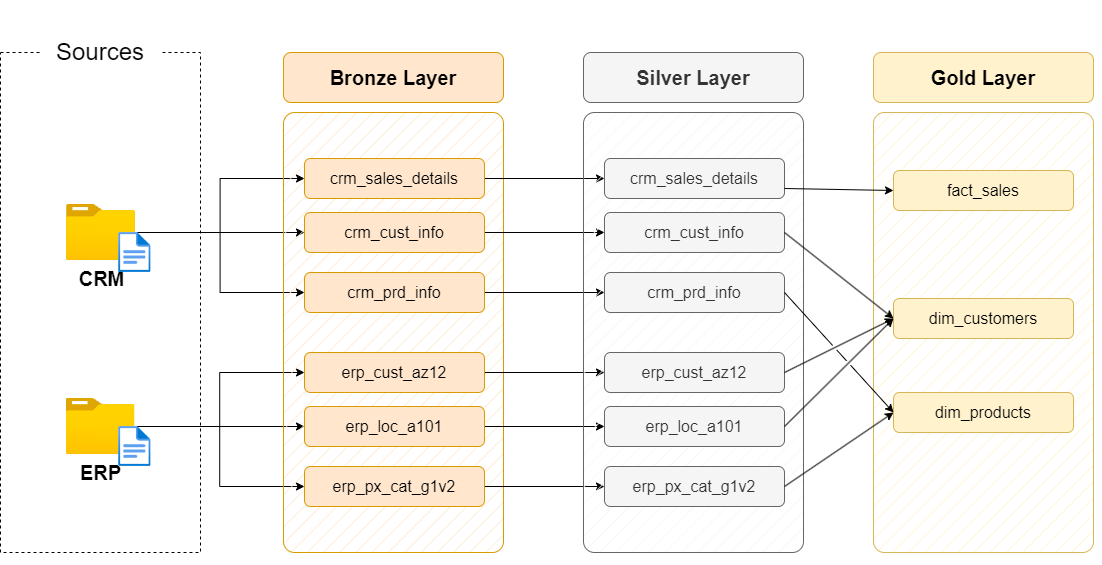 Sources
Bronze Layer
Silver Layer
Gold Layer
crm_sales_details
crm_sales_details
fact_sales
crm_cust_info
crm_cust_info
CRM
crm_prd_info
crm_prd_info
dim_customers
erp_cust_az12
erp_cust_az12
dim_products
erp_loc_a101
erp_loc_a101
ERP
erp_px_cat_g1v2
erp_px_cat_g1v2